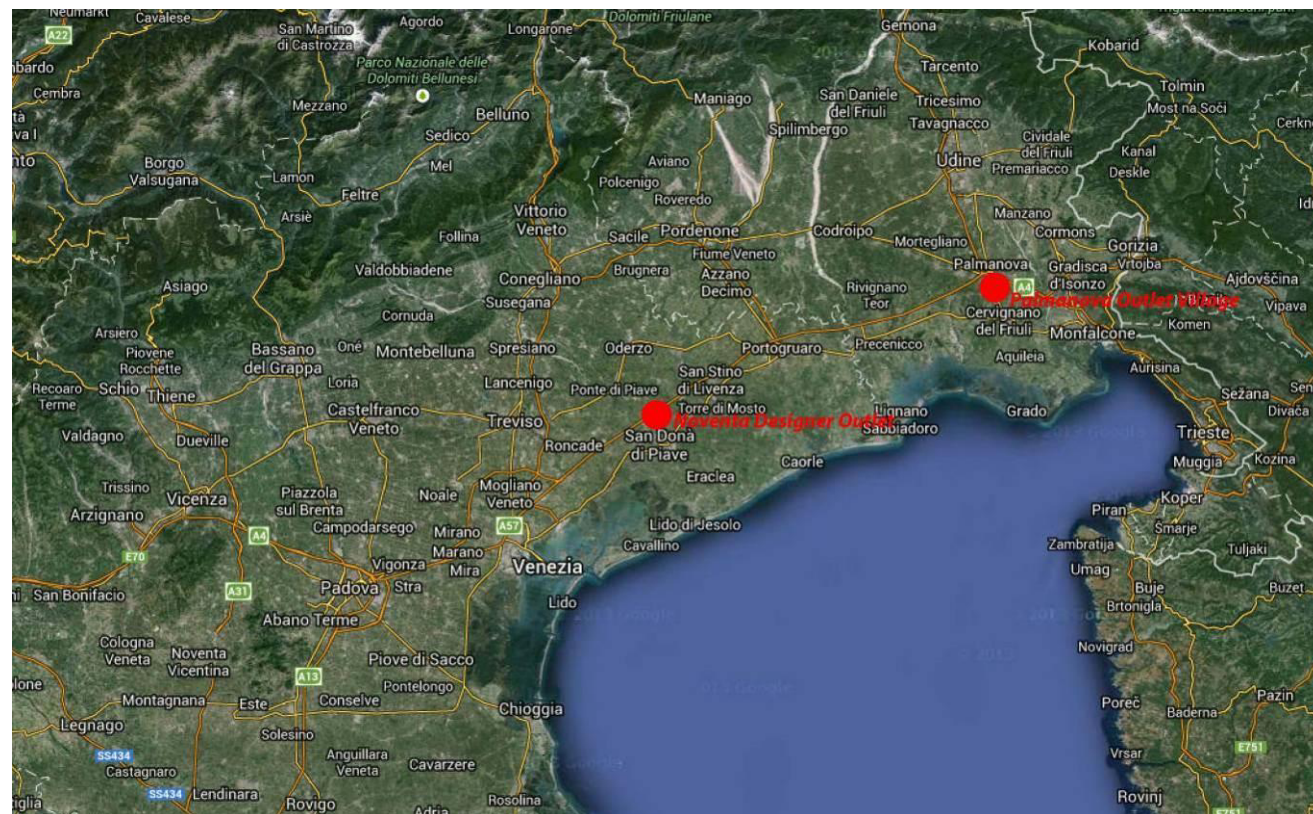 Neumarkt
Cavalese
Agordo
Dolomiti Friulane
A22
San Martino
di Castrozza
Longarone
Gemona
Kobarid
Parco Nazionale delle
Dolomiti Bellunesi
Tarcento
Cembra
Mezzano
Belluno
Maniago
San Daniele
del Friuli
Tricesimo
Tavagnacco
Tolmin
Most na Soči
Sedico
Spilimbergo
Cividale
del Friuli
Borgo
Valsugana
Lamon
Mel
Aviano
Udine
Premariacco
Kanal
Deskle
Feltre
Polcenigo
Roveredo
Arsiè
Vittorio
Veneto
Manzano
Follina
Sacile
Pordenone
Codroipo
Mortegliano
Cormons
Gorizia
Valdobbiadene
Conegliano
Brugnera
Fiume Veneto
Azzano
Decimo
Palmanova
Gradisca
d'Isonzo
Vrtojba
Ajdovščina
Asiago
Susegana
Rivignano
Teor
A4
Palmanova Outlet Village
Vipava
Cornuda
Cervignano
del Friuli
Komen
Arsiero
Monfalcone
Piovene
Rocchette
Bassano
del Grappa
Oné
Montebelluna
Spresiano
Oderzo
Portogruaro
Precenicco
Aquileia
Aurisina
Recoaro
Terme
Schio
Thiene
Loria
Lancenigo
Ponte di Piave
San Stino
di Livenza
Sežana
Divača
Castelfranco
Veneto
Treviso
Torre di Mosto
Noventa Designer Outlet
Lignano
Sabbiadoro
Grado
Valdagno
Dueville
Roncade
San Donà
di Piave
Trieste
Caorle
Muggia
Kozina
Trissino
Vicenza
Piazzola
sul Brenta
Noale
Mogliano
Veneto
Eraclea
Koper
Piran
Arzignano
Campodarsego
Mirano
A57
Lido di Jesolo
Šmarje
A4
Marano
Cavallino
Zambratija
Tuljaki
E70
Vigonza
Mira
Venezia
Umag
San Bonifacio
A31
Padova
Stra
Lido
Buje
Buzet
Brtonigla
Abano Terme
Cologna
Veneta
Noventa
Vicentina
Piove di Sacco
Novigrad
A13
Pontelongo
Montagnana
Este
Conselve
Chioggia
Poreč
Baderna
Pazin
Legnago
Solesino
SS434
Anguillara
Veneta
Cavarzere
Vrsar
E751
Castagnaro
SS434
Lendinara
Rovigo
Adria
Rosolina
Rovinj
E751